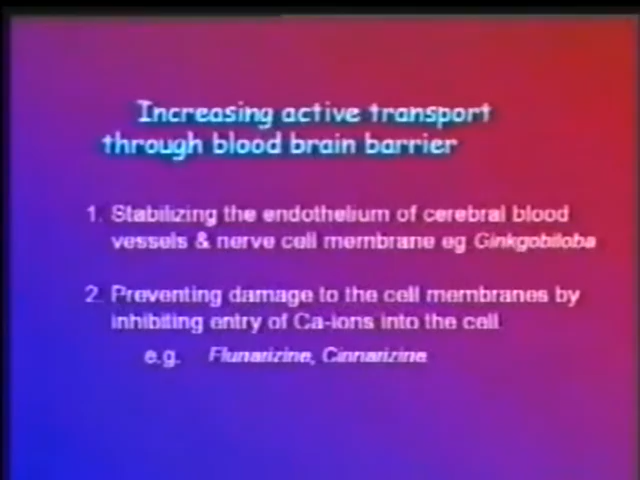 Increasing active transport
through blood brain barrier
1. Stabilizing the endothelium of cerebral blood
vessels & nerve cell membrane eg Ginkgobiloba
2. Preventing damage to the cell membranes by
inhibiting entry of Ca-ions into the cell
e.g. Flunarizine, Cinnarizine